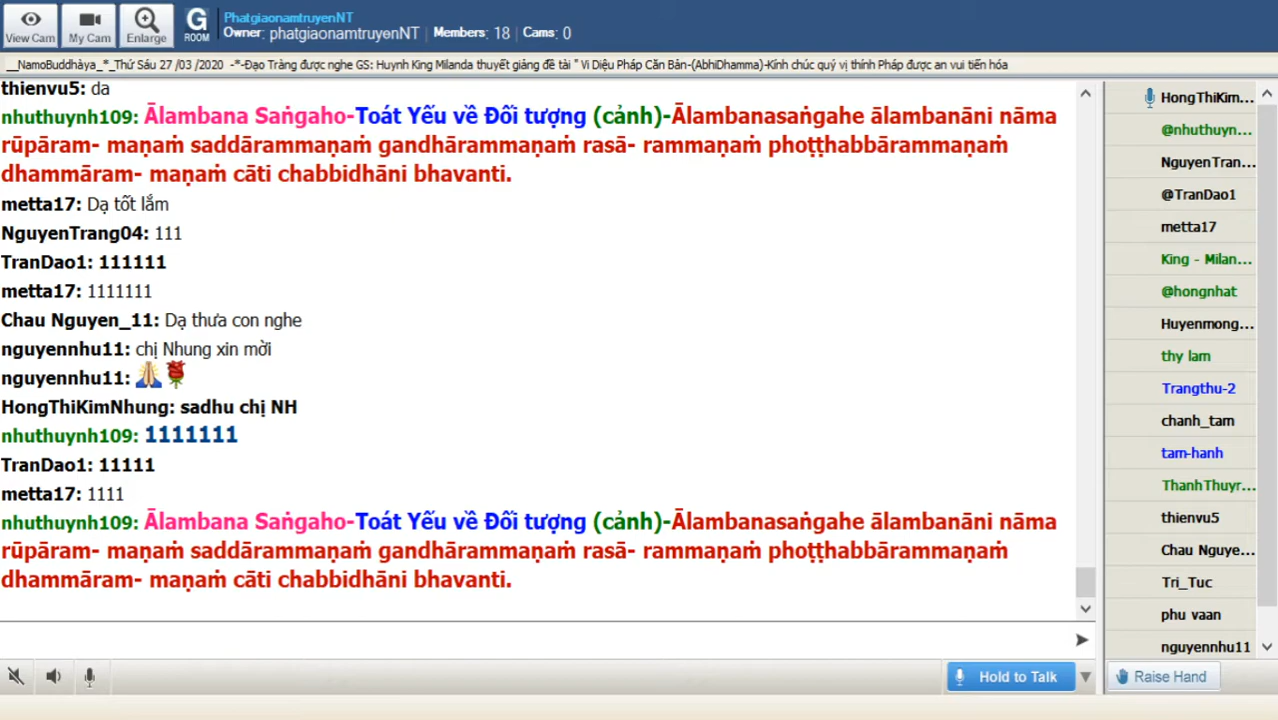 View Cam
My Cam
Enlarge
G
ROOM
PhatgiaonamtruyenNT
Owner: phatgiaonamtruyenNT | Members: 18 | Cams: 0
__NamoBuddhàya_*_Thứ Sáu 27 /03 /2020 -*-Đạo Tràng được nghe GS: Huynh King Milanda thuyết giảng đề tài " Vi Diệu Pháp Căn Bản-(AbhiDhamma)-Kính chúc quý vị thính Pháp được an vui tiến hóa
thienvu5: da
nhuthuynh109: Ālambana Saṅgaho-Toát Yếu về Đối tượng (cảnh)-Ālambanasaṅgahe ālambanāni nāma
rūpāram- maṇaṁ saddārammaṇaṁ gandhārammaṇaṁ rasā- rammaṇaṁ phoṭṭhabbārammaṇaṁ
dhammāram- maṇaṁ cāti chabbidhāni bhavanti.
metta17: Dạ tốt lắm
NguyenTrang04: 111
TranDao1: 111111
metta17: 1111111
Chau Nguyen_11: Dạ thưa con nghe
nguyennhu11: chị Nhung xin mời
nguyennhu11:
HongThiKimNhung: sadhu chị NH
nhuthuynh109: 1111111
TranDao1: 11111
metta17: 1111
nhuthuynh109: Ālambana Saṅgaho-Toát Yếu về Đối tượng (cảnh)-Ālambanasaṅgahe ālambanāni nāma
rūpāram- maṇaṁ saddārammaṇaṁ gandhārammaṇaṁ rasā- rammaṇaṁ phoṭṭhabbārammaṇaṁ
dhammāram- maṇaṁ cāti chabbidhāni bhavanti.
HongThiKim...
@nhuthuyn...
NguyenTran...
@TranDao1
metta17
King - Milan...
@hongnhat
Huyenmong...
thy lam
Trangthu-2
chanh_tam
tam-hanh
ThanhThuyr...
thienvu5
Chau Nguye...
Tri_Tuc
phu vaan
nguyennhu11
Hold to Talk
Raise Hand